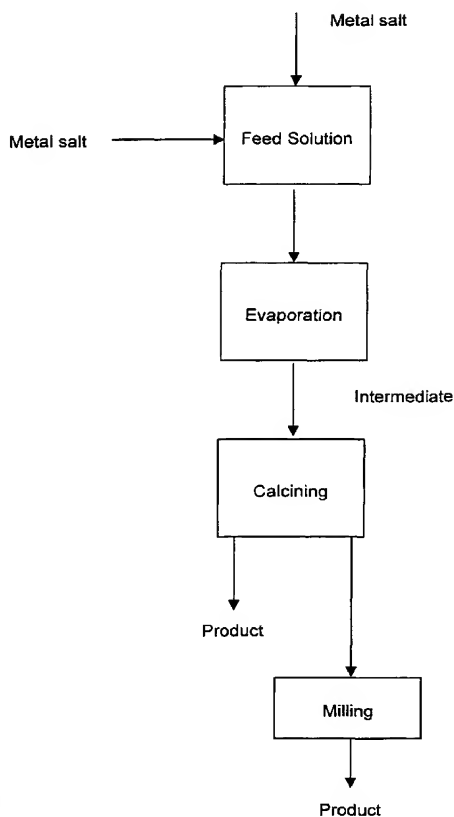 Metal salt
Metal salt
Feed Solution
Evaporation
Intermediate
Calcining
Product
Milling
Product